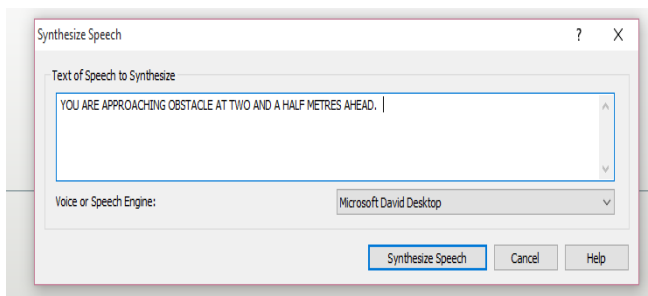 Synthesize Speech ? X
Text of Speech to Synthesize
YOU ARE APPROACHING OBSTACLE AT TWO AND A HALF METRES AHEAD.
Voice or Speech Engine: Microsoft David Desktop
Synthesize Speech Cancel Help